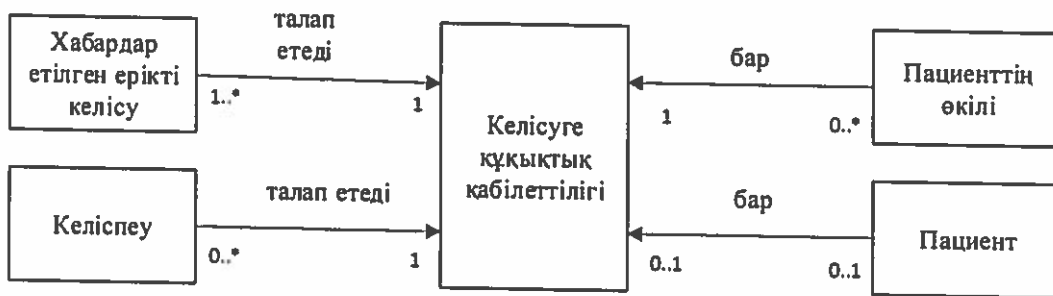 Хабардар
етілген ерікті
келісу
талап
етеді
1..*
1
Келісуге
құқықтық
қабілеттілігі
бар
1
0..*
Пациенттің
өкілі
Келіспеу
талап етеді
0..*
1
бар
0..1
0..1
Пациент